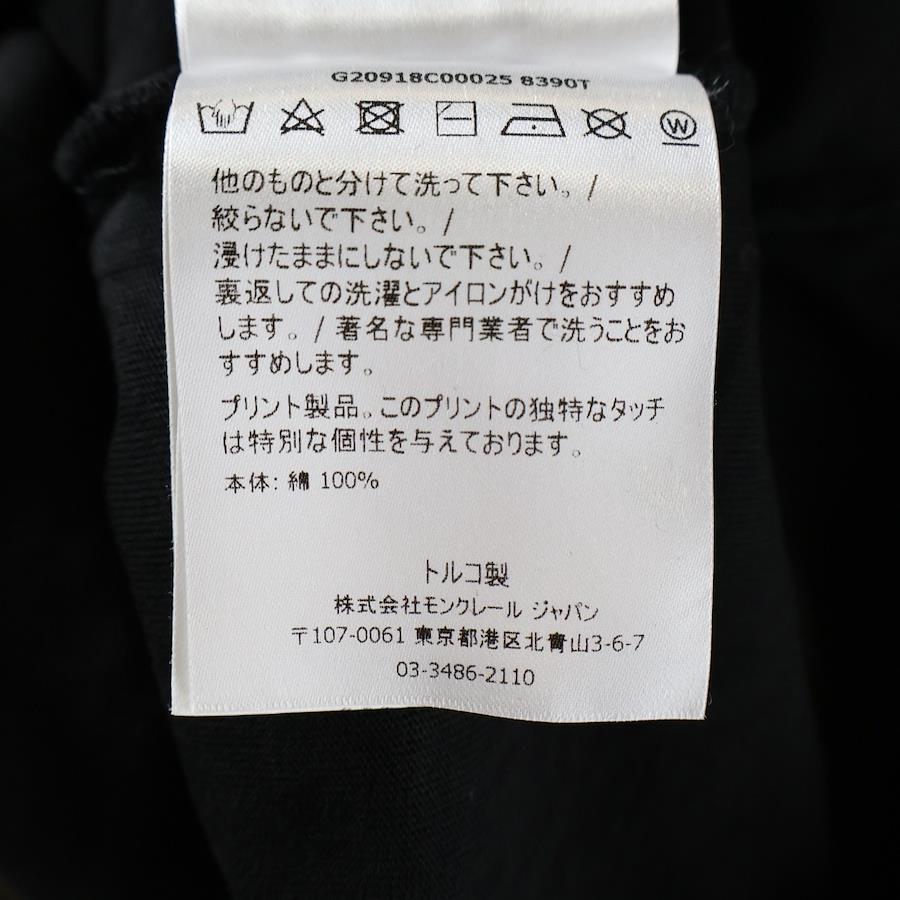 G20918C00025 8390T
W
他のものと分けて洗って下さい。/
絞らないで下さい。/
浸けたままにしないで下さい。/
裏返しての洗濯とアイロンがけをおすすめ
します。/ 著名な専門業者で洗うことをお
すすめします。
プリント製品。このプリントの独特なタッチ
は特別な個性を与えております。
本体: 綿 100%
トルコ製
株式会社モンクレール ジャパン
〒107-0061 東京都港区北青山3-6-7
03-3486-2110